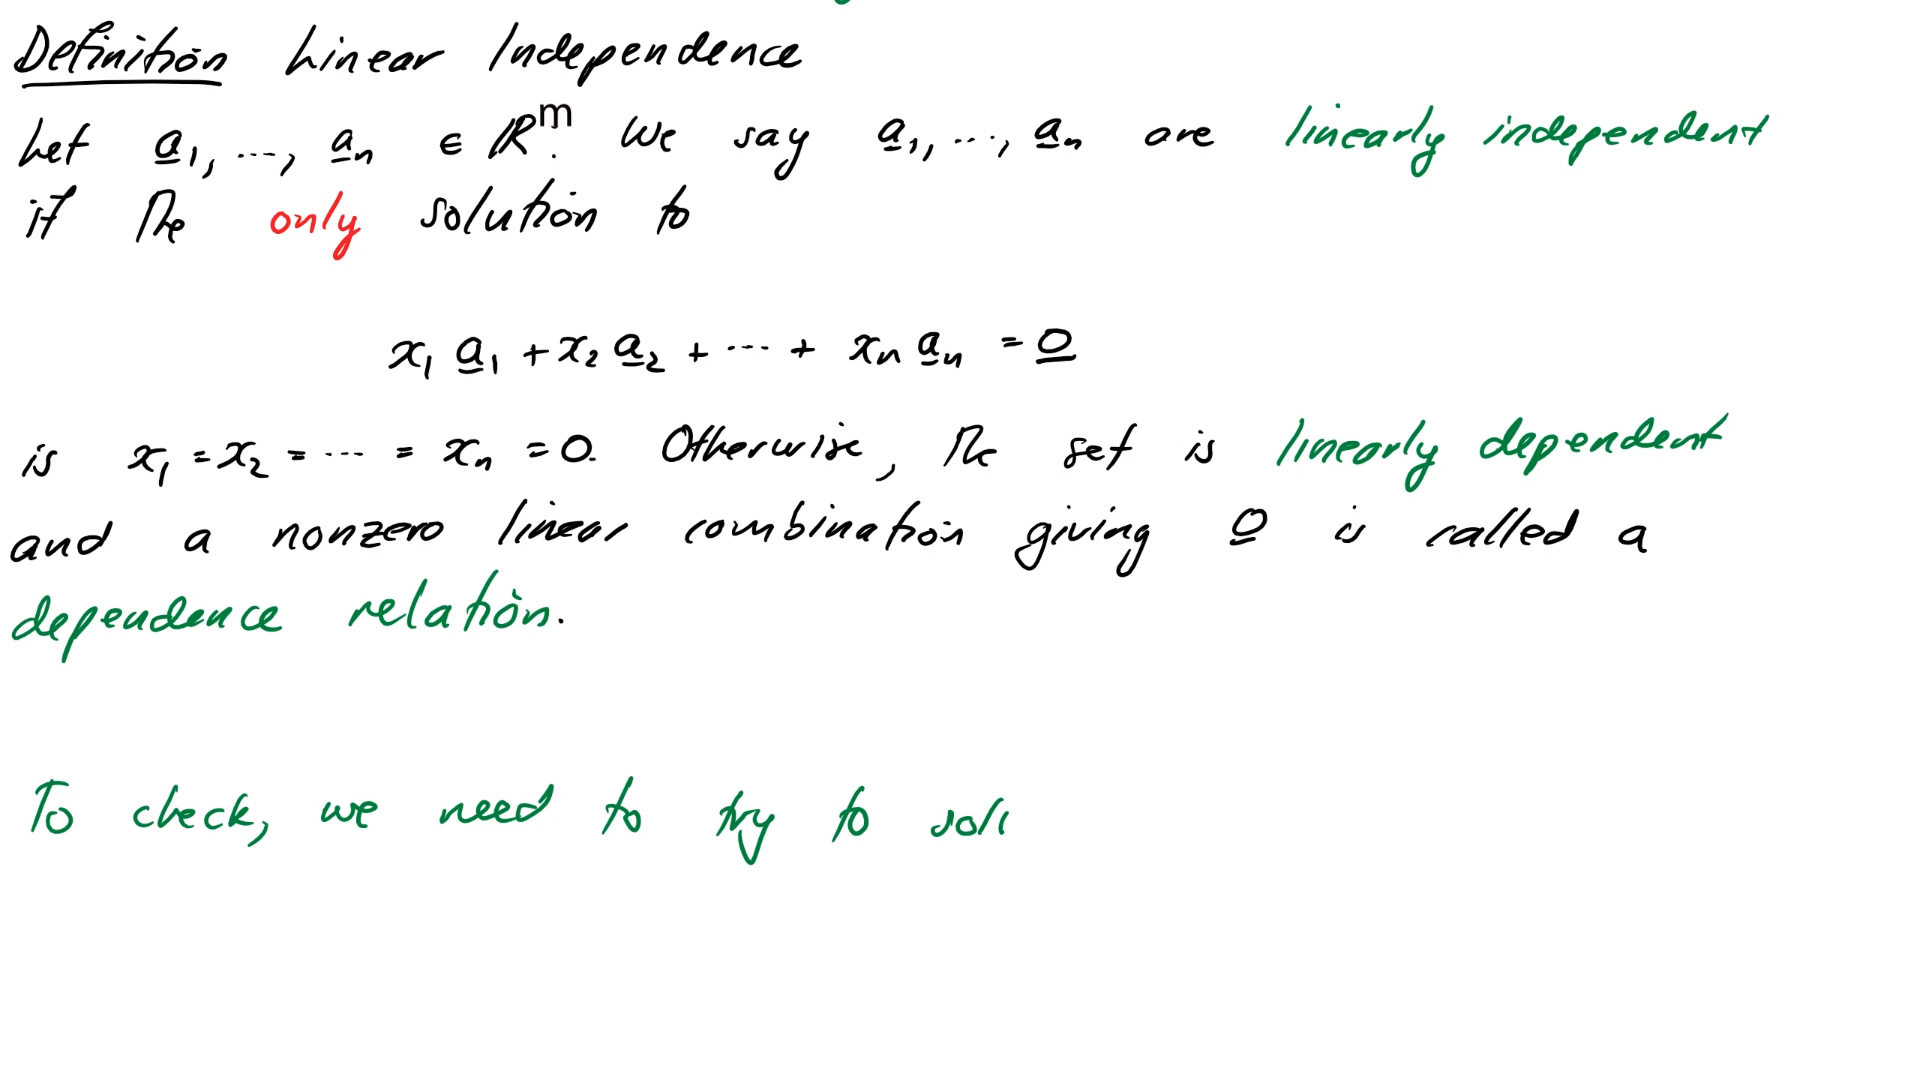 Definition Linear Independence
Let a₁, ..., aₙ ∈ ℝᵐ. We say a₁, ..., aₙ are linearly independent
if the only solution to
x₁ a₁ + x₂ a₂ + ... + xₙ aₙ = 0
is x₁ = x₂ = ... = xₙ = 0. Otherwise, the set is linearly dependent
and a nonzero linear combination giving 0 is called a
dependence relation.
To check, we need to try to